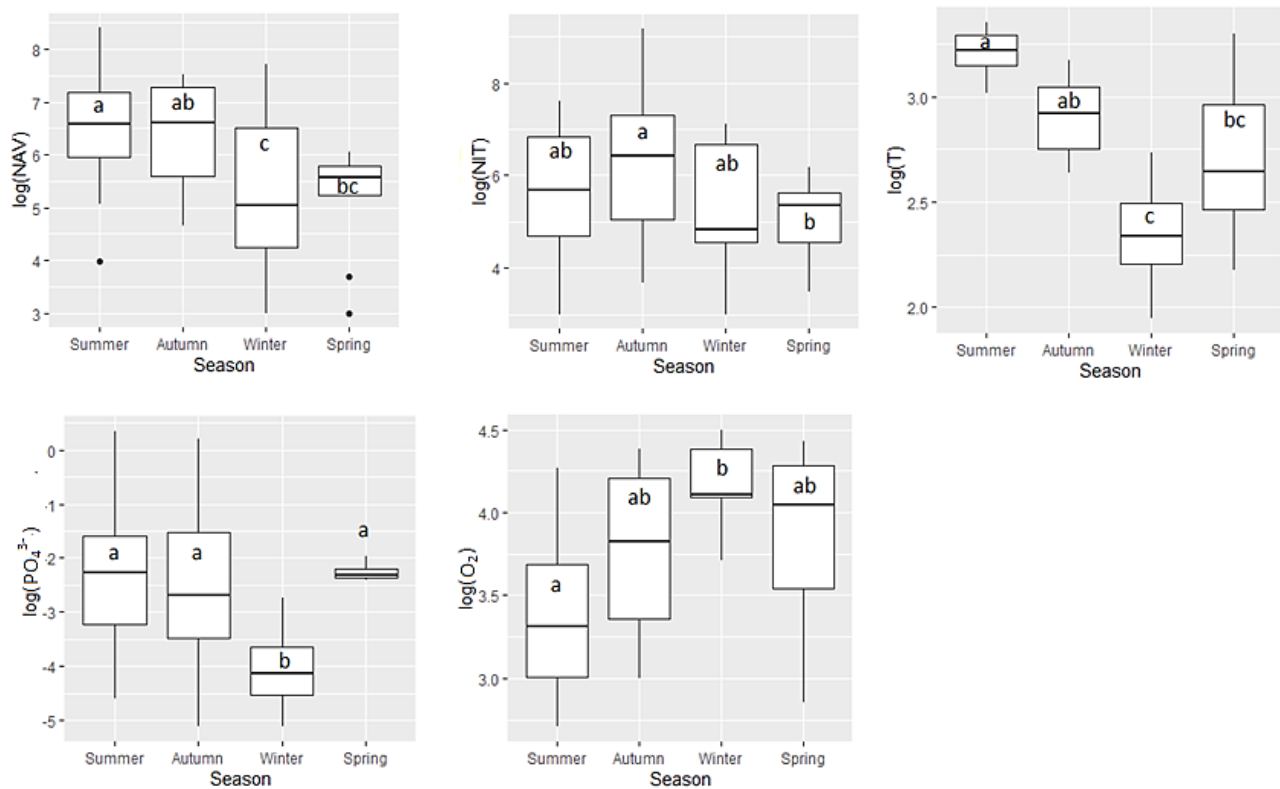 log(NAV)
8
7
6
5
4
3
a
ab
c
bc
Summer Autumn Winter Spring
Season
log(NIT)
8
6
4
ab
a
ab
b
Summer Autumn Winter Spring
Season
log(T)
3.0
2.5
2.0
a
ab
c
bc
Summer Autumn Winter Spring
Season
log(PO₄³⁻.)
0
-1
-2
-3
-4
-5
a
a
b
a
Summer Autumn Winter Spring
Season
log(O₂)
4.5
4.0
3.5
3.0
a
ab
b
ab
Summer Autumn Winter Spring
Season